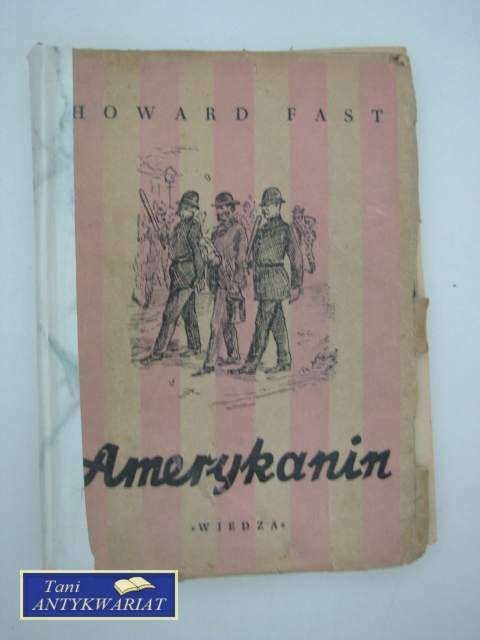 HOWARD FAST
Amerykanin
»WIEDZA«
Tani
ANTYKWARIAT